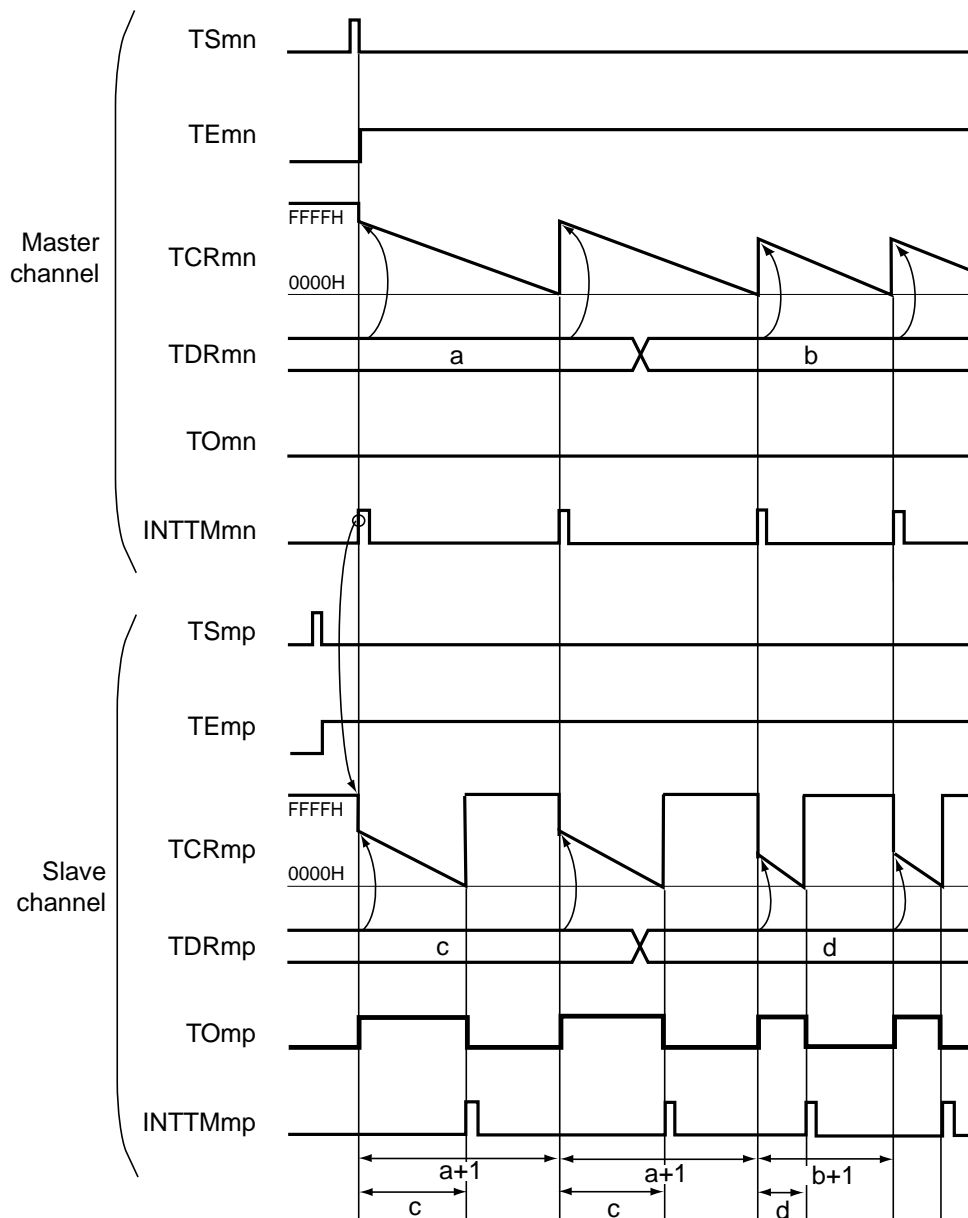 TSmn
TEmn
FFFFH
TCRmn
0000H
Master
channel
TDRmn
a
b
TOmn
INTTMmn
TSmp
TEmp
FFFFH
TCRmp
0000H
Slave
channel
TDRmp
c
d
TOmp
INTTMmp
a+1
a+1
b+1
c
c
d